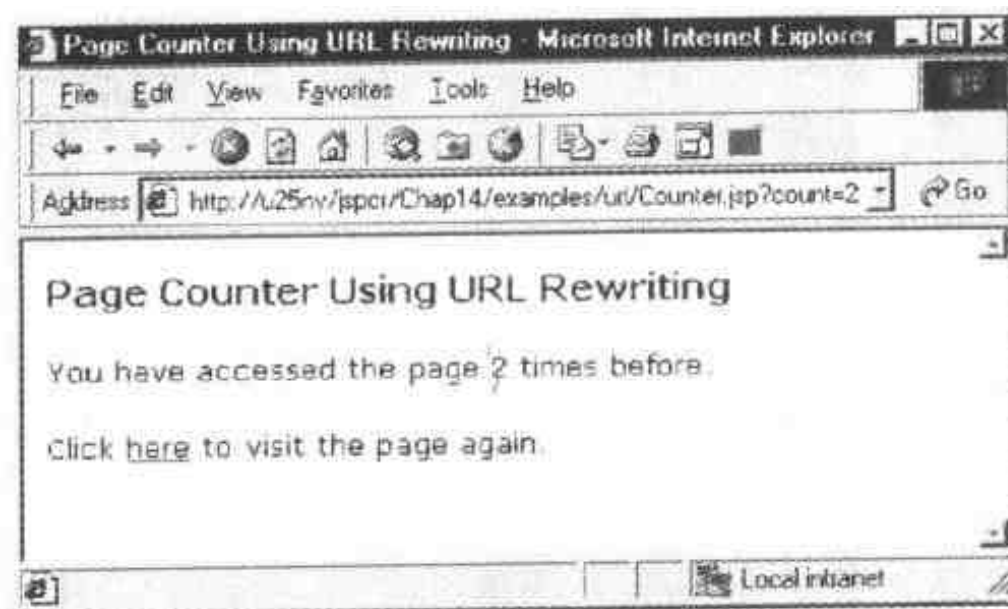 Page Counter Using URL Rewriting - Microsoft Internet Explorer
File Edit View Favorites Tools Help
Address http://u25nv/jspcr/Chap14/examples/url/Counter.jsp?count=2 Go
Page Counter Using URL Rewriting
You have accessed the page 2 times before.
Click here to visit the page again.
Local intranet